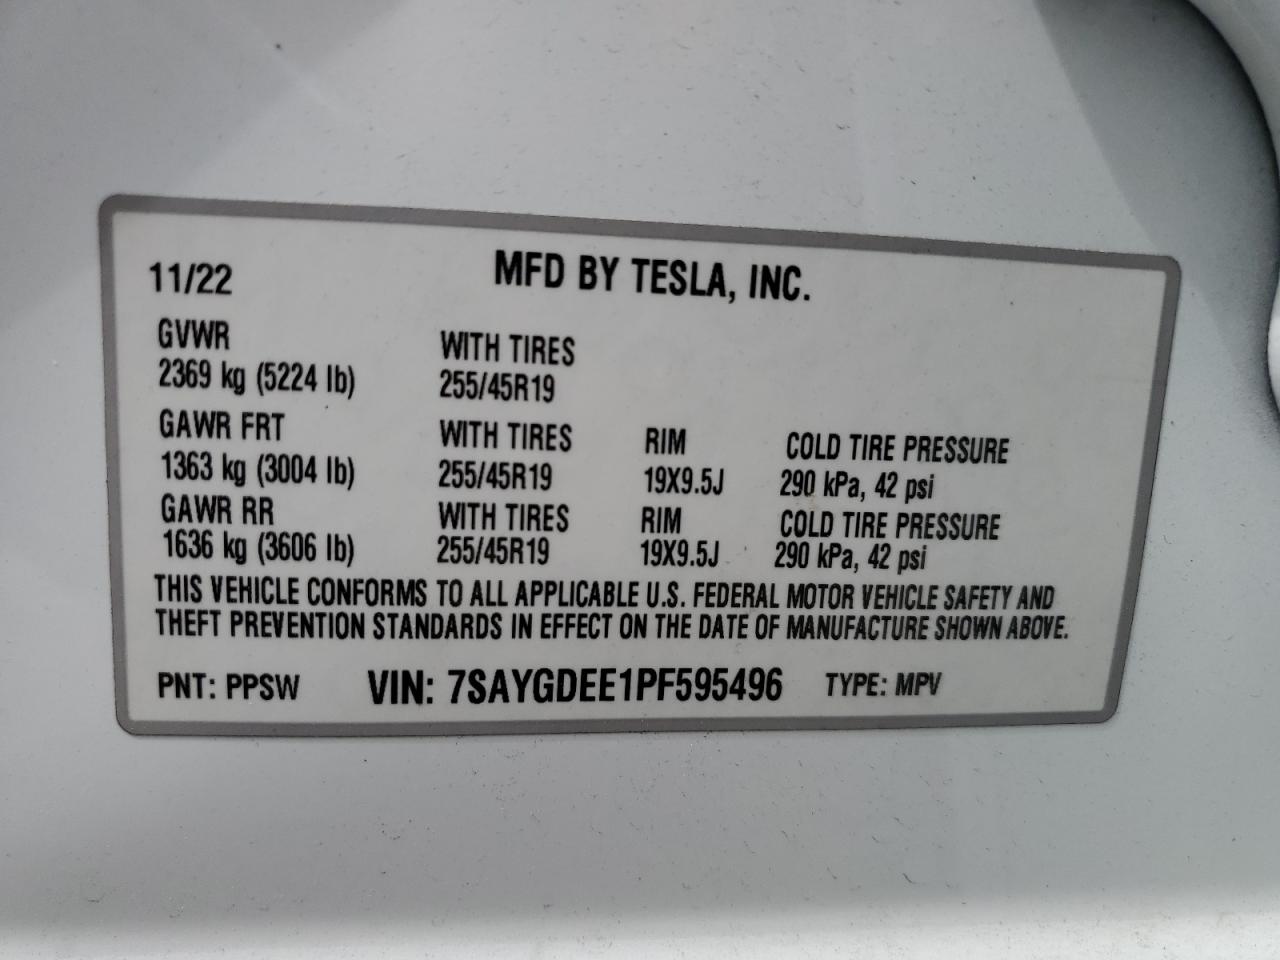 11/22 MFD BY TESLA, INC.
GVWR WITH TIRES
2369 kg (5224 lb) 255/45R19
GAWR FRT WITH TIRES RIM COLD TIRE PRESSURE
1363 kg (3004 lb) 255/45R19 19X9.5J 290 kPa, 42 psi
GAWR RR WITH TIRES RIM COLD TIRE PRESSURE
1636 kg (3606 lb) 255/45R19 19X9.5J 290 kPa, 42 psi
THIS VEHICLE CONFORMS TO ALL APPLICABLE U.S. FEDERAL MOTOR VEHICLE SAFETY AND
THEFT PREVENTION STANDARDS IN EFFECT ON THE DATE OF MANUFACTURE SHOWN ABOVE.
PNT: PPSW VIN: 7SAYGDEE1PF595496 TYPE: MPV